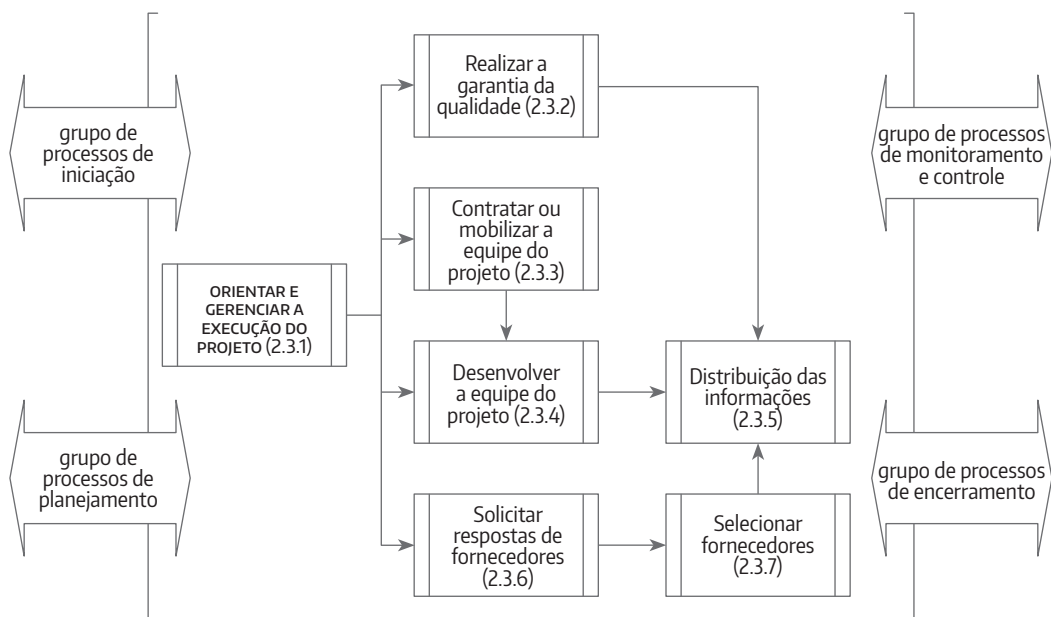 Realizar a
garantia da
qualidade (2.3.2)
grupo de
processos de
iniciação
grupo de processos
de monitoramento
e controle
Contratar ou
mobilizar a
equipe do
projeto (2.3.3)
ORIENTAR E
GERENCIAR A
EXECUÇÃO DO
PROJETO (2.3.1)
Desenvolver
a equipe do
projeto (2.3.4)
Distribuição das
informações
(2.3.5)
grupo de
processos de
planejamento
grupo de processos
de encerramento
Solicitar
respostas de
fornecedores
(2.3.6)
Selecionar
fornecedores
(2.3.7)